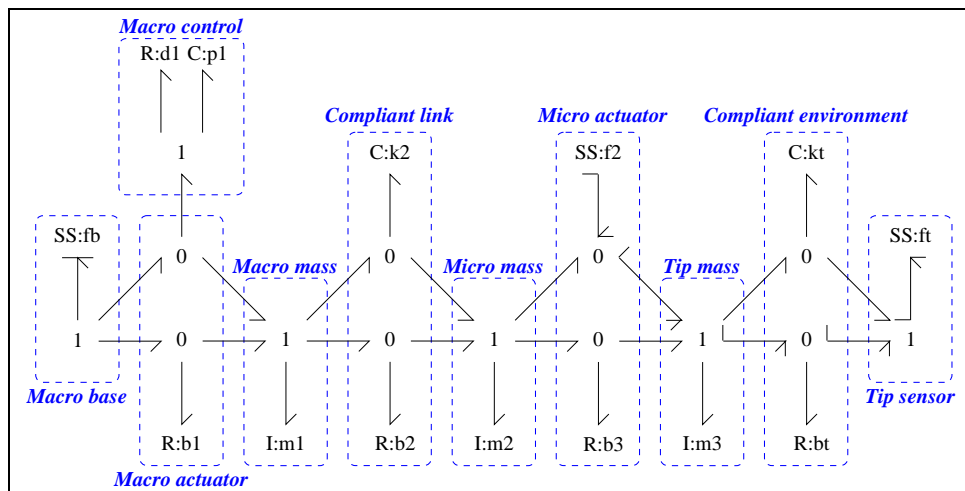 Macro control
R:d1 C:p1
Compliant link
Micro actuator
Compliant environment
1
C:k2
SS:f2
C:kt
SS:fb
SS:ft
0
Macro mass
0
Micro mass
0
Tip mass
0
1
0
1
0
1
0
1
0
1
Macro base
Tip sensor
R:b1
I:m1
R:b2
I:m2
R:b3
I:m3
R:bt
Macro actuator